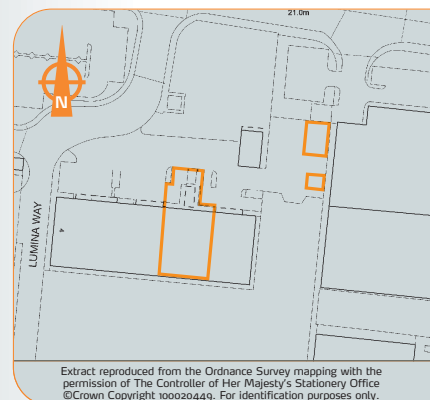 21.0m
N
LUMINA WAY
4
Extract reproduced from the Ordnance Survey mapping with the
permission of The Controller of Her Majesty's Stationery Office
©Crown Copyright 100020449. For identification purposes only.